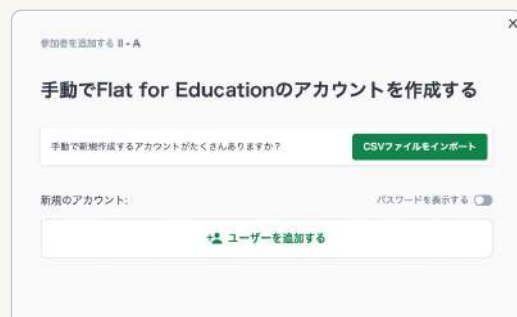 参加者を追加する II - A
手動でFlat for Educationのアカウントを作成する
手動で新規作成するアカウントがたくさんありますか？
CSVファイルをインポート
新規のアカウント:
パスワードを表示する
ユーザーを追加する